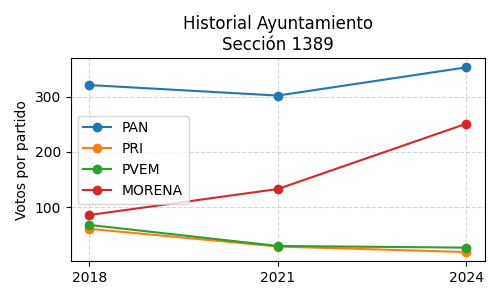 Historial Ayuntamiento
Sección 1389
Votos por partido
300
200
100
PAN
PRI
PVEM
MORENA
2018
2021
2024